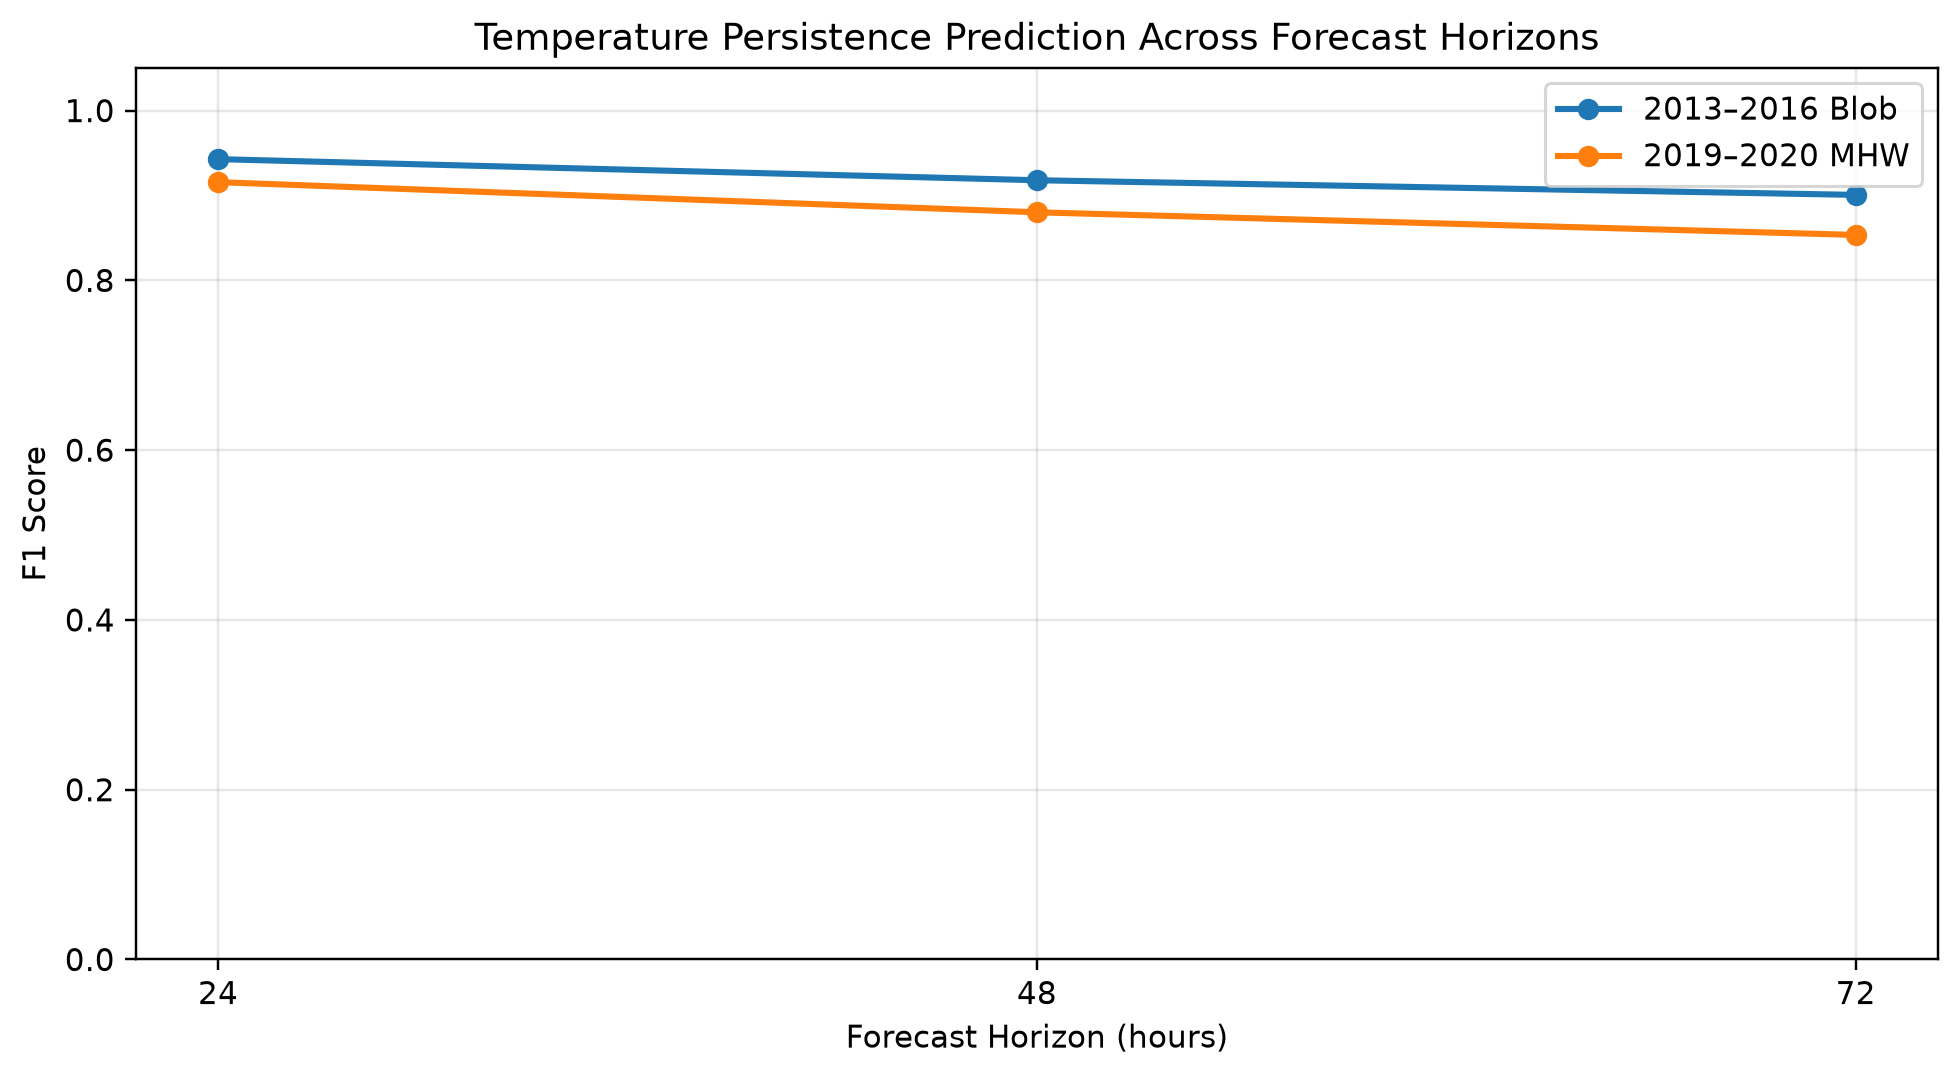 Temperature Persistence Prediction Across Forecast Horizons
2013–2016 Blob
2019–2020 MHW
F1 Score
1.0
0.8
0.6
0.4
0.2
0.0
24 48 72
Forecast Horizon (hours)